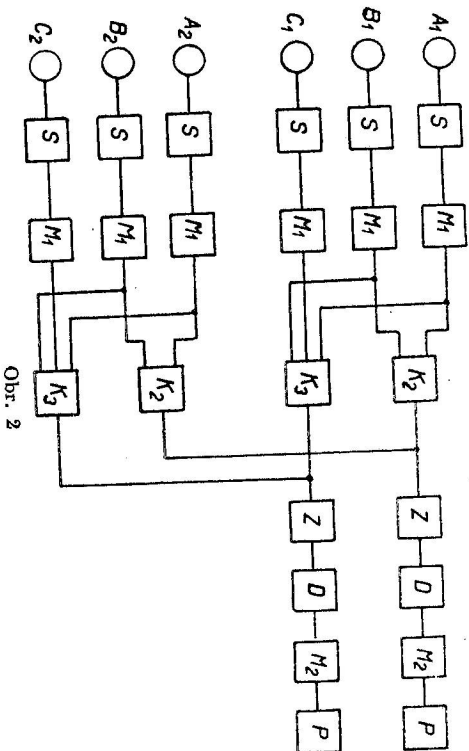 A₁ S M₁ K₂ Z D M₂ P
B₁ S M₁
C₁ S M₁ K₃ Z D M₂ P
A₂ S M₁ K₂
B₂ S M₁
C₂ S M₁ K₃
Obr. 2